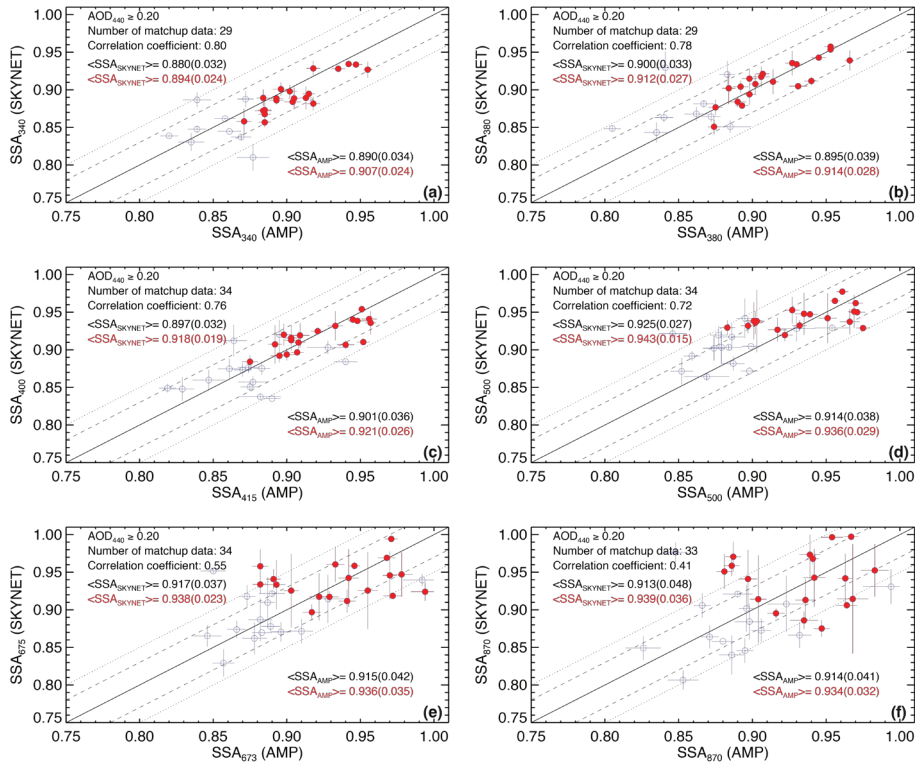 AOD440 ≥ 0.20
Number of matchup data: 29
Correlation coefficient: 0.80
<SSASKYNET>= 0.880(0.032)
<SSASKYNET>= 0.894(0.024)
<SSAAMP>= 0.890(0.034)
<SSAAMP>= 0.907(0.024)
(a)
1.00
0.95
0.90
0.85
0.80
0.75
SSA340 (SKYNET)
0.75 0.80 0.85 0.90 0.95 1.00
SSA340 (AMP)
AOD440 ≥ 0.20
Number of matchup data: 29
Correlation coefficient: 0.78
<SSASKYNET>= 0.900(0.033)
<SSASKYNET>= 0.912(0.027)
<SSAAMP>= 0.895(0.039)
<SSAAMP>= 0.914(0.028)
(b)
1.00
0.95
0.90
0.85
0.80
0.75
SSA380 (SKYNET)
0.75 0.80 0.85 0.90 0.95 1.00
SSA380 (AMP)
AOD440 ≥ 0.20
Number of matchup data: 34
Correlation coefficient: 0.76
<SSASKYNET>= 0.897(0.032)
<SSASKYNET>= 0.918(0.019)
<SSAAMP>= 0.901(0.036)
<SSAAMP>= 0.921(0.026)
(c)
1.00
0.95
0.90
0.85
0.80
0.75
SSA400 (SKYNET)
0.75 0.80 0.85 0.90 0.95 1.00
SSA415 (AMP)
AOD440 ≥ 0.20
Number of matchup data: 34
Correlation coefficient: 0.72
<SSASKYNET>= 0.925(0.027)
<SSASKYNET>= 0.943(0.015)
<SSAAMP>= 0.914(0.038)
<SSAAMP>= 0.936(0.029)
(d)
1.00
0.95
0.90
0.85
0.80
0.75
SSA500 (SKYNET)
0.75 0.80 0.85 0.90 0.95 1.00
SSA500 (AMP)
AOD440 ≥ 0.20
Number of matchup data: 34
Correlation coefficient: 0.55
<SSASKYNET>= 0.917(0.037)
<SSASKYNET>= 0.938(0.023)
<SSAAMP>= 0.915(0.042)
<SSAAMP>= 0.936(0.035)
(e)
1.00
0.95
0.90
0.85
0.80
0.75
SSA675 (SKYNET)
0.75 0.80 0.85 0.90 0.95 1.00
SSA673 (AMP)
AOD440 ≥ 0.20
Number of matchup data: 33
Correlation coefficient: 0.41
<SSASKYNET>= 0.913(0.048)
<SSASKYNET>= 0.939(0.036)
<SSAAMP>= 0.914(0.041)
<SSAAMP>= 0.934(0.032)
(f)
1.00
0.95
0.90
0.85
0.80
0.75
SSA870 (SKYNET)
0.75 0.80 0.85 0.90 0.95 1.00
SSA870 (AMP)